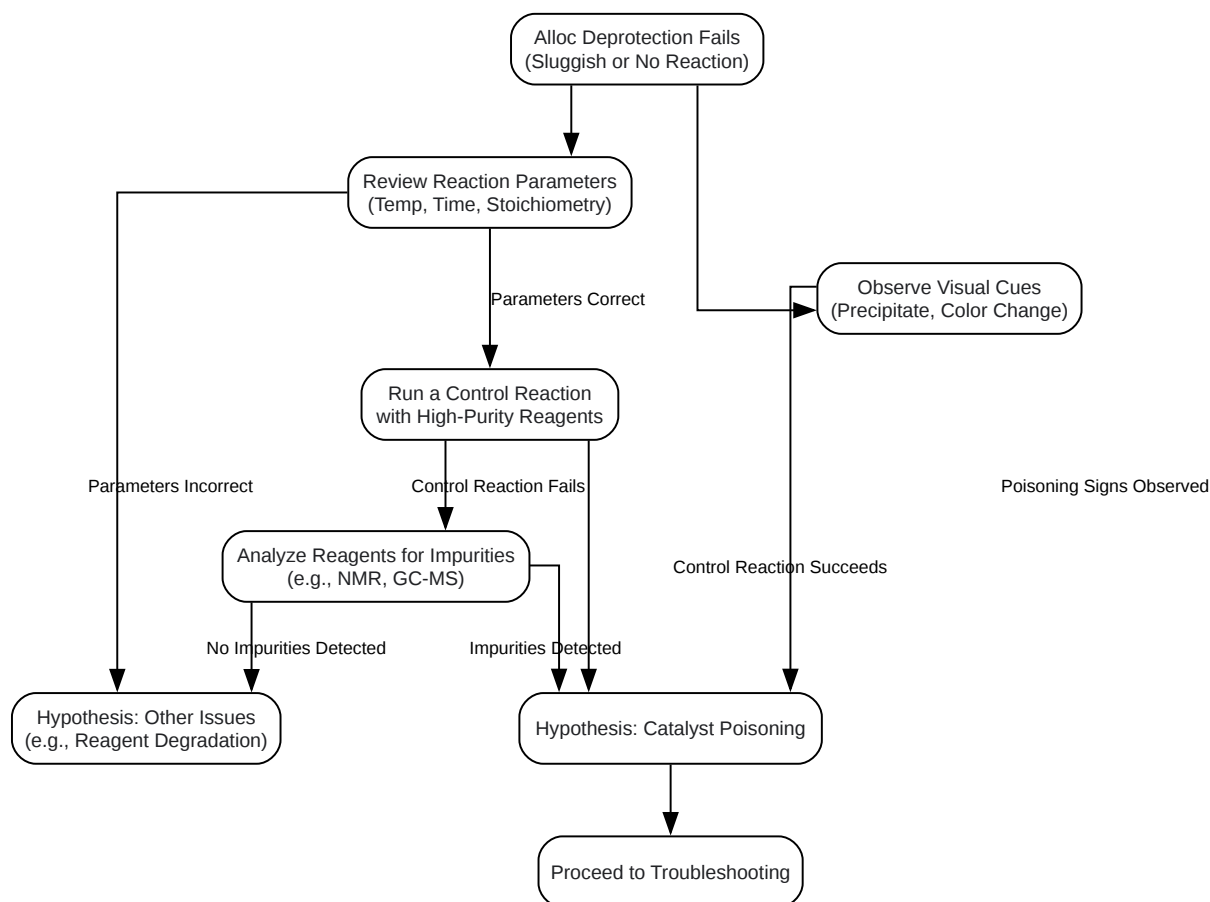 Alloc Deprotection Fails
(Sluggish or No Reaction)
Review Reaction Parameters
(Temp, Time, Stoichiometry)
Observe Visual Cues
(Precipitate, Color Change)
Parameters Correct
Run a Control Reaction
with High-Purity Reagents
Parameters Incorrect
Control Reaction Fails
Poisoning Signs Observed
Analyze Reagents for Impurities
(e.g., NMR, GC-MS)
Control Reaction Succeeds
No Impurities Detected
Impurities Detected
Hypothesis: Other Issues
(e.g., Reagent Degradation)
Hypothesis: Catalyst Poisoning
Proceed to Troubleshooting